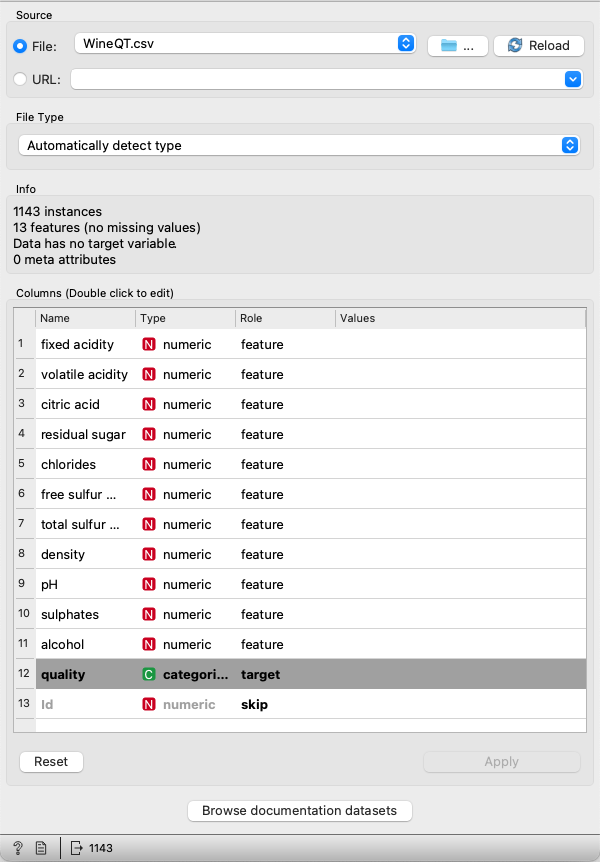 Source
File: WineQT.csv ... Reload
URL:
File Type
Automatically detect type
Info
1143 instances
13 features (no missing values)
Data has no target variable.
0 meta attributes
Columns (Double click to edit)
Name Type Role Values
1 fixed acidity N numeric feature
2 volatile acidity N numeric feature
3 citric acid N numeric feature
4 residual sugar N numeric feature
5 chlorides N numeric feature
6 free sulfur ... N numeric feature
7 total sulfur ... N numeric feature
8 density N numeric feature
9 pH N numeric feature
10 sulphates N numeric feature
11 alcohol N numeric feature
12 quality C categori... target
13 Id N numeric skip
Reset Apply
Browse documentation datasets
? 1143